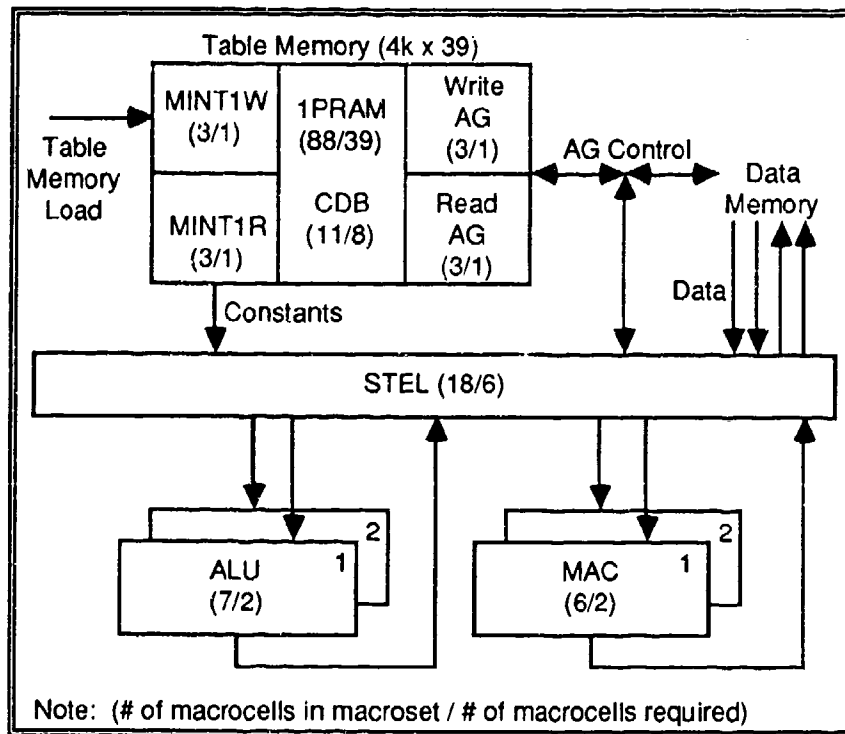 Table Memory (4k x 39)
MINT1W
(3/1)
1PRAM
(88/39)
Write
AG
(3/1)
Table
Memory
Load
AG Control
Data
Memory
MINT1R
(3/1)
CDB
(11/8)
Read
AG
(3/1)
Constants
Data
STEL (18/6)
2
1
ALU
(7/2)
2
1
MAC
(6/2)
Note: (# of macrocells in macroset / # of macrocells required)